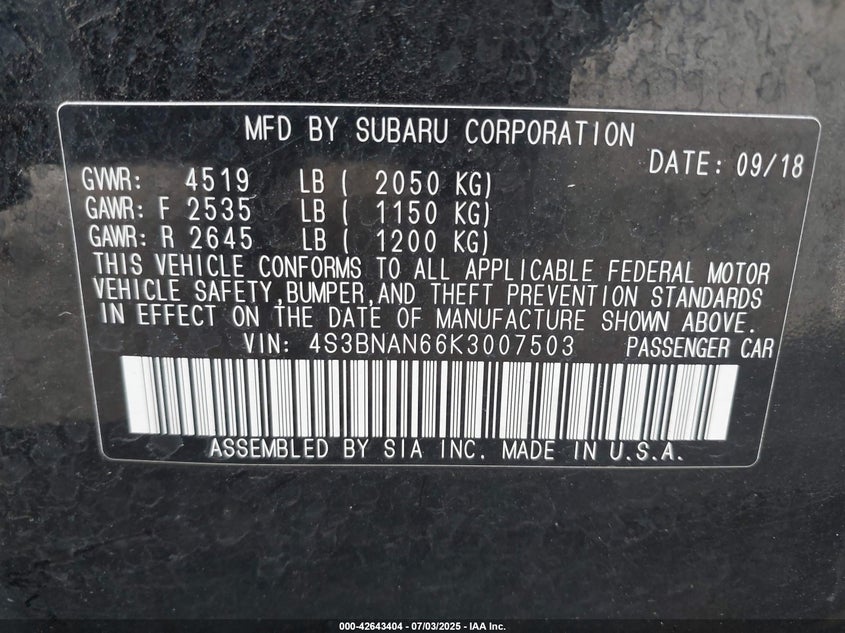 MFD BY SUBARU CORPORATION
DATE: 09/18
GVWR: 4519 LB ( 2050 KG)
GAWR: F 2535 LB ( 1150 KG)
GAWR: R 2645 LB ( 1200 KG)
THIS VEHICLE CONFORMS TO ALL APPLICABLE FEDERAL MOTOR
VEHICLE SAFETY,BUMPER,AND THEFT PREVENTION STANDARDS
IN EFFECT ON THE DATE OF MANUFACTURE SHOWN ABOVE.
VIN: 4S3BNAN66K3007503 PASSENGER CAR
ASSEMBLED BY SIA INC. MADE IN U.S.A.
000-42643404 - 07/03/2025 - IAA Inc.